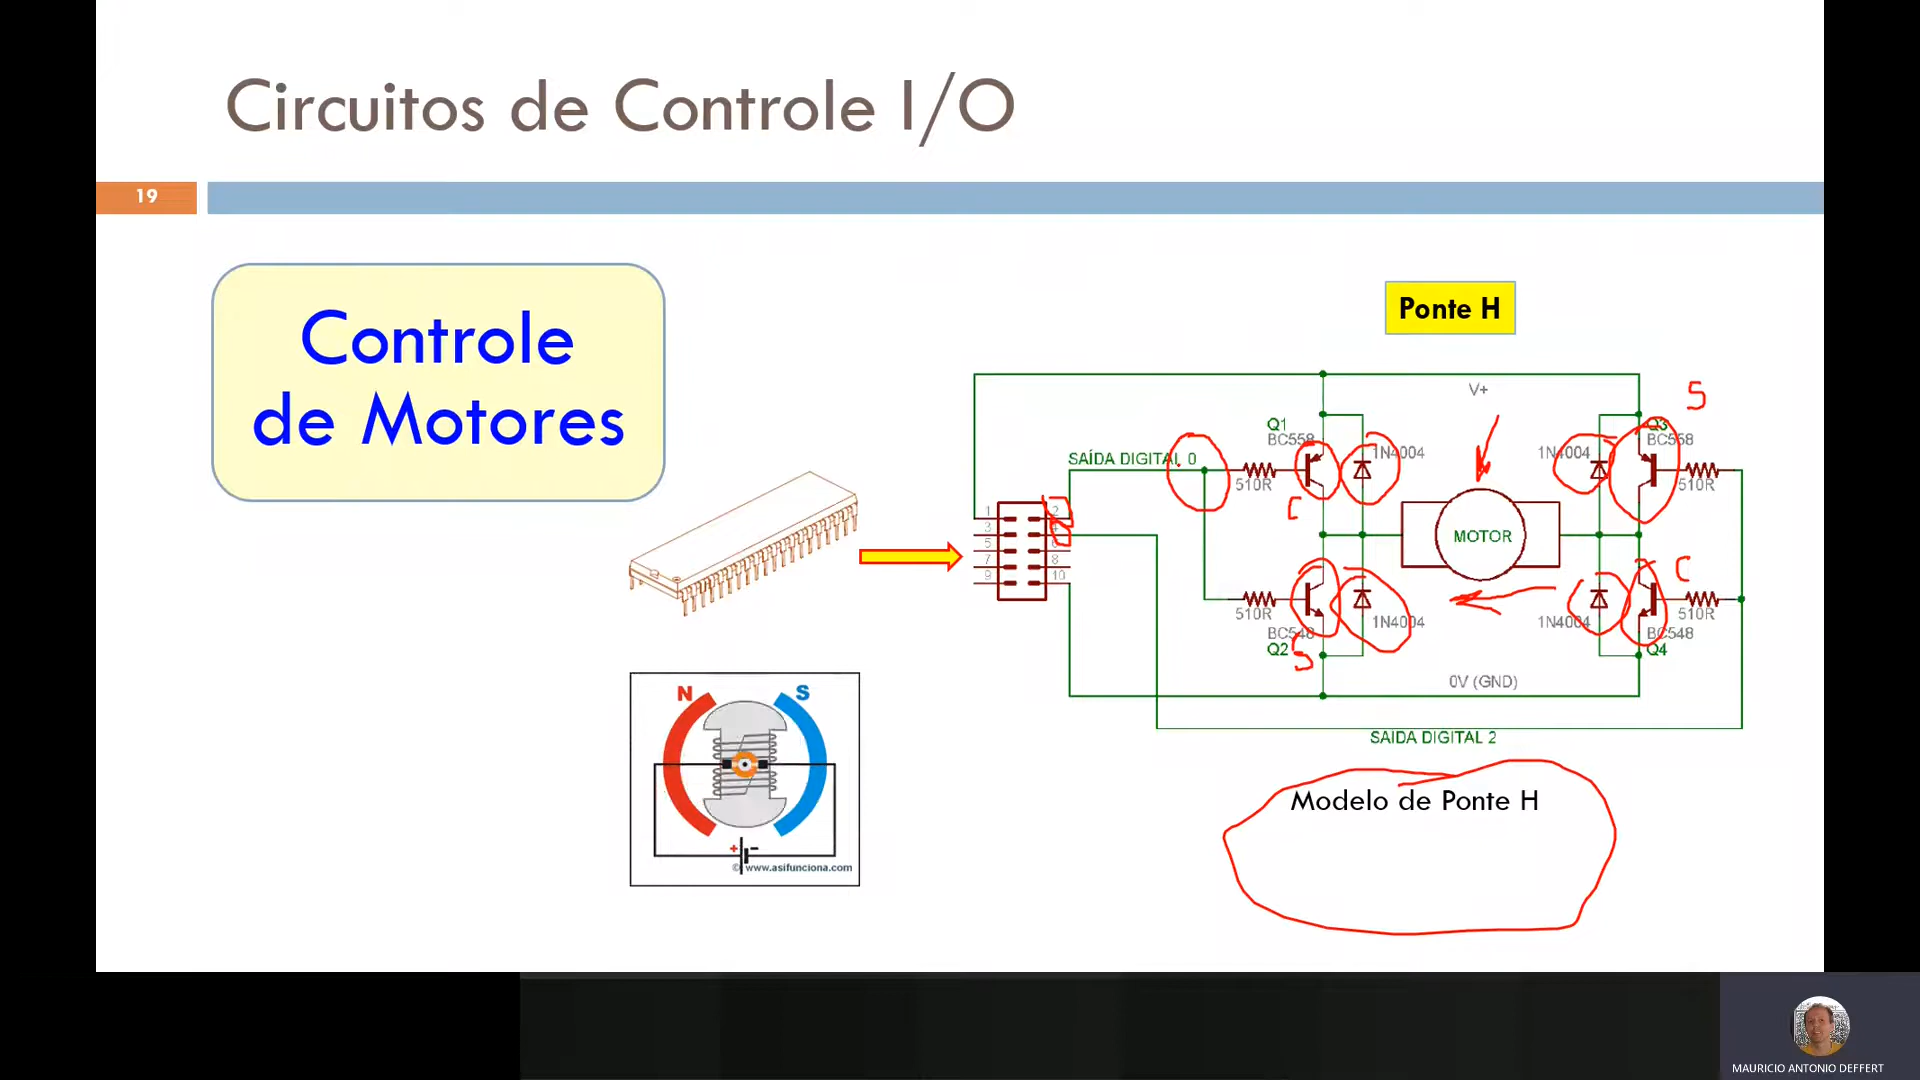 Circuitos de Controle I/O
19
Controle
de Motores
Ponte H
V+
S
Q1
BC558
1N4004
1N4004
Q3
BC558
SAÍDA DIGITAL 0
510R
510R
C
1
2
3
4
5
6
7
8
9
10
MOTOR
C
510R
BC548
Q2
S
1N4004
1N4004
510R
BC548
Q4
0V (GND)
SAIDA DIGITAL 2
N
S
+
-
© www.asifunciona.com
Modelo de Ponte H
MAURICIO ANTONIO DEFFERT